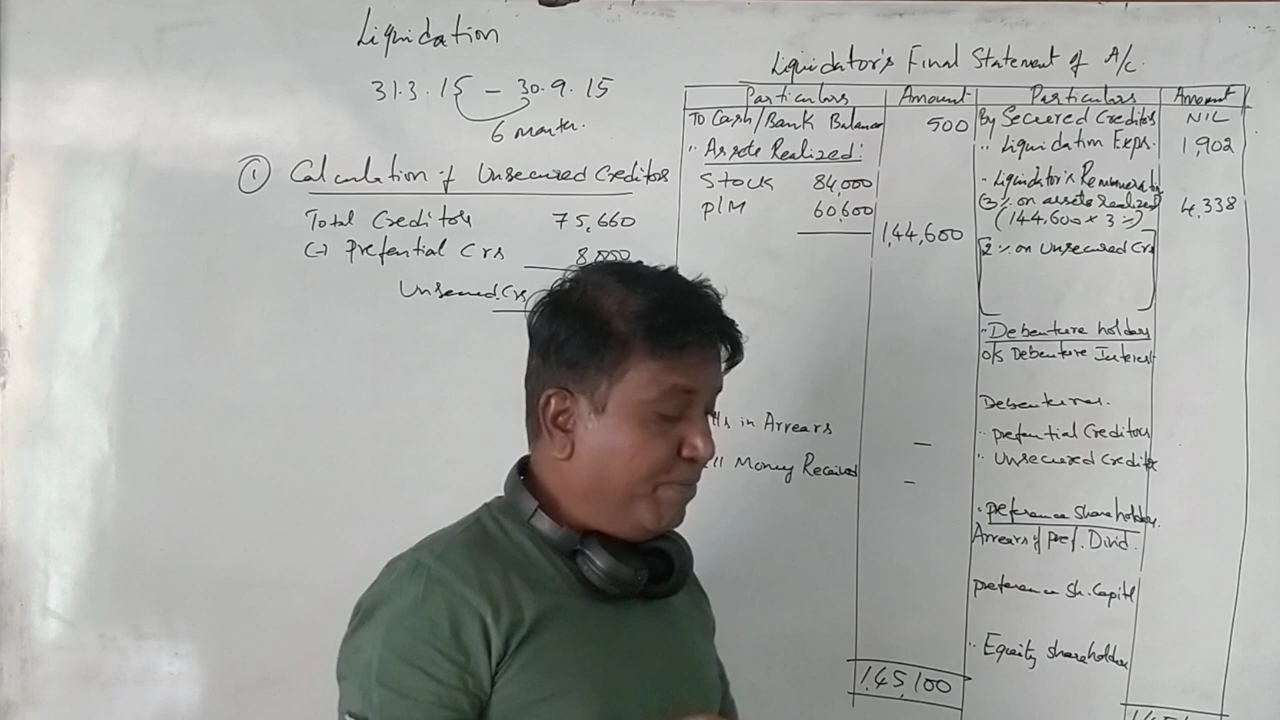 Liquidation
31.3.15 - 30.9.15
6 months.
① Calculation of Unsecured Creditors
Total Creditors 75,660
(-) Prefential Crs 8,000
Unsecured Crs
Liquidator's Final Statement of A/c.
Particulars Amount Particulars Amount
To Cash/Bank Balance 500
" Assets Realized:
Stock 84,000
P/M 60,600
1,44,600
in Arrears —
Money Received —
1,45,100
By Secured Creditors NIL
" Liquidation Exps. 1,902
" Liquidator's Remuneratn
3% on assets Realized 4,338
(144,600 x 3%)
2% on Unsecured Crs
" Debenture holders
O/s Debenture Interest
Debentures.
" prefential Creditors
" Unsecured Creditors
" preference shareholders.
Arrears of Pref. Divid.
preference Sh. Capital
" Equity shareholders